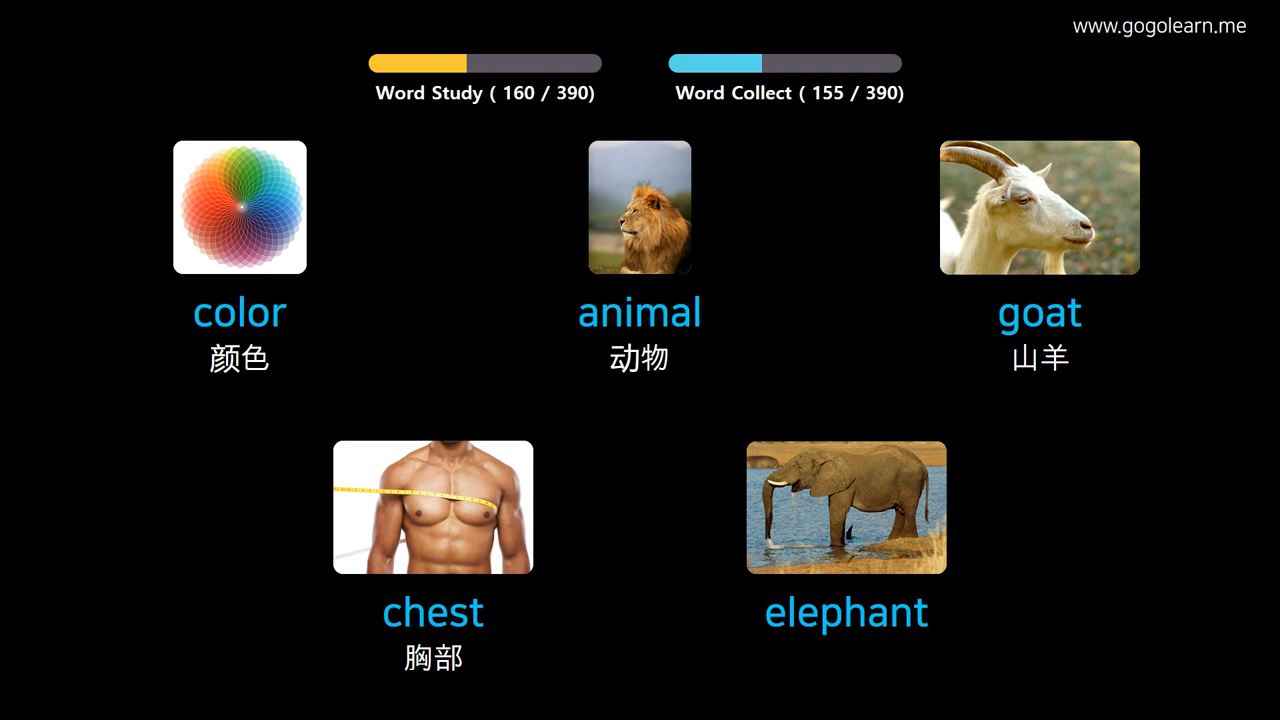 www.gogolearn.me
Word Study ( 160 / 390)
Word Collect ( 155 / 390)
color
颜色
animal
动物
goat
山羊
chest
胸部
elephant